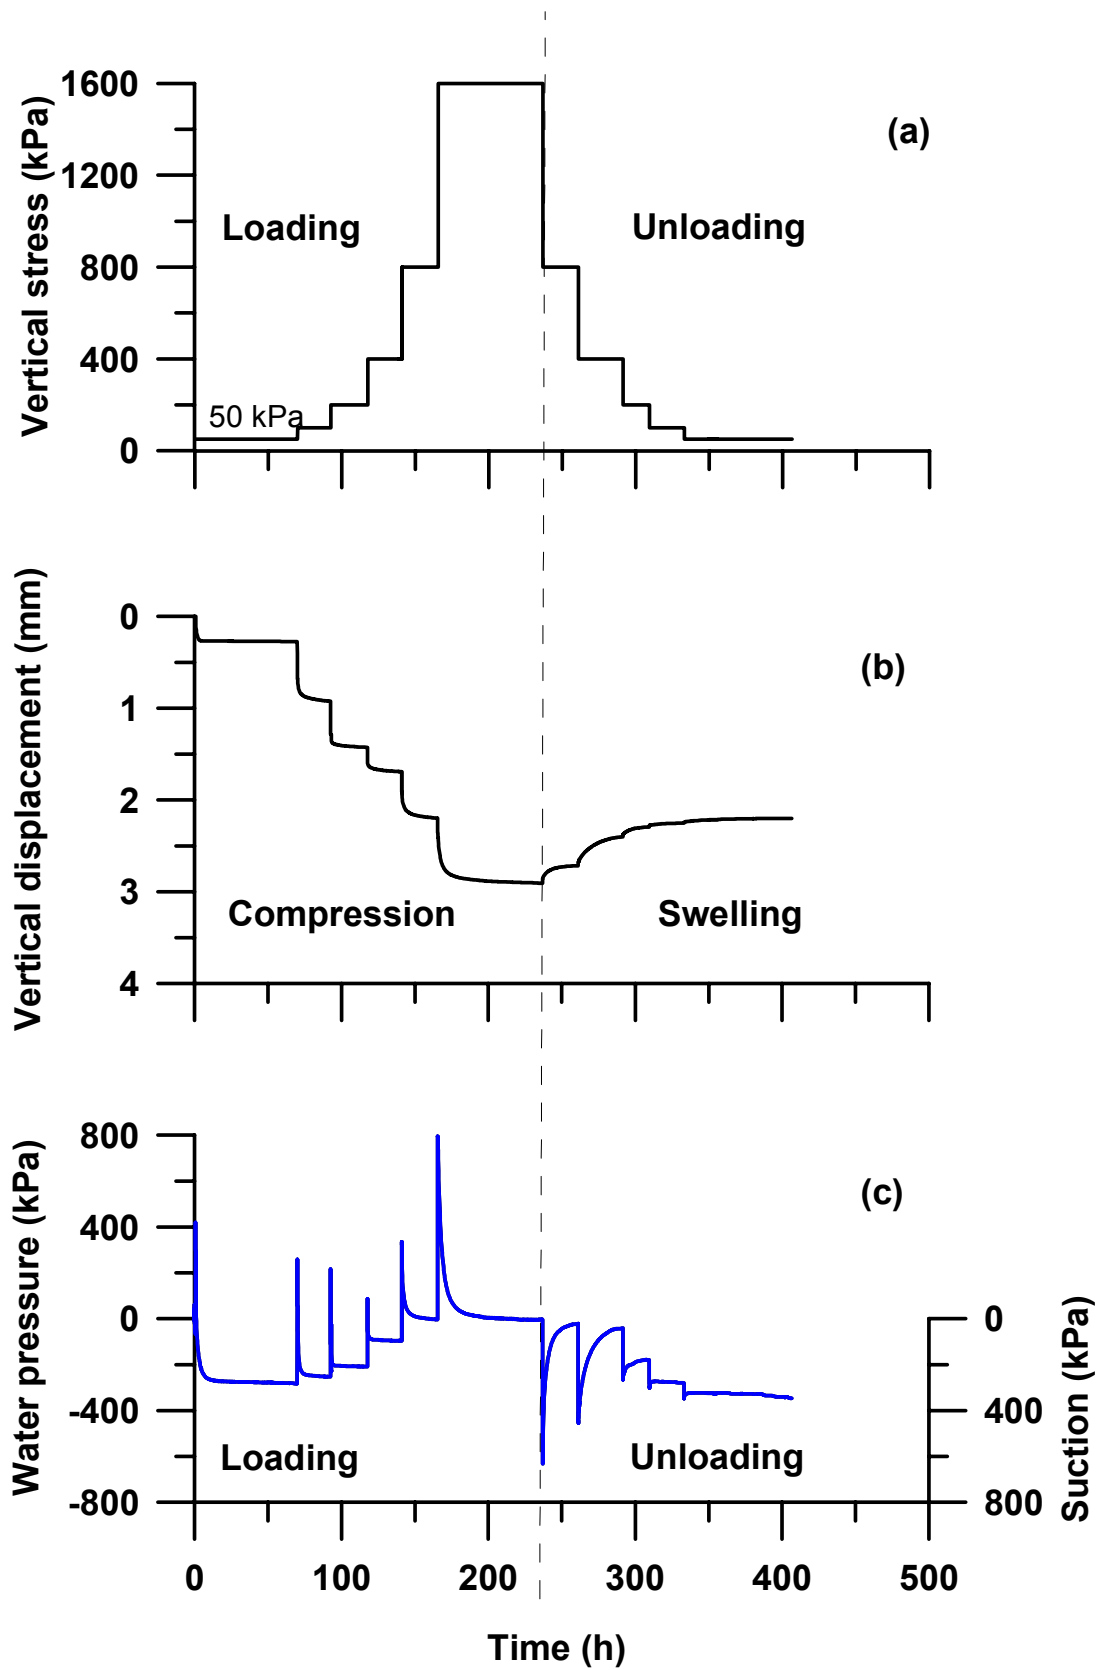 1600
(a)
1200
Loading
Unloading
800
400
50 kPa
0
Vertical stress (kPa)
0
(b)
1
2
3
Compression
Swelling
4
Vertical displacement (mm)
800
(c)
400
0
0
-400
400
Loading
Unloading
-800
800
Water pressure (kPa)
Suction (kPa)
0 100 200 300 400 500
Time (h)